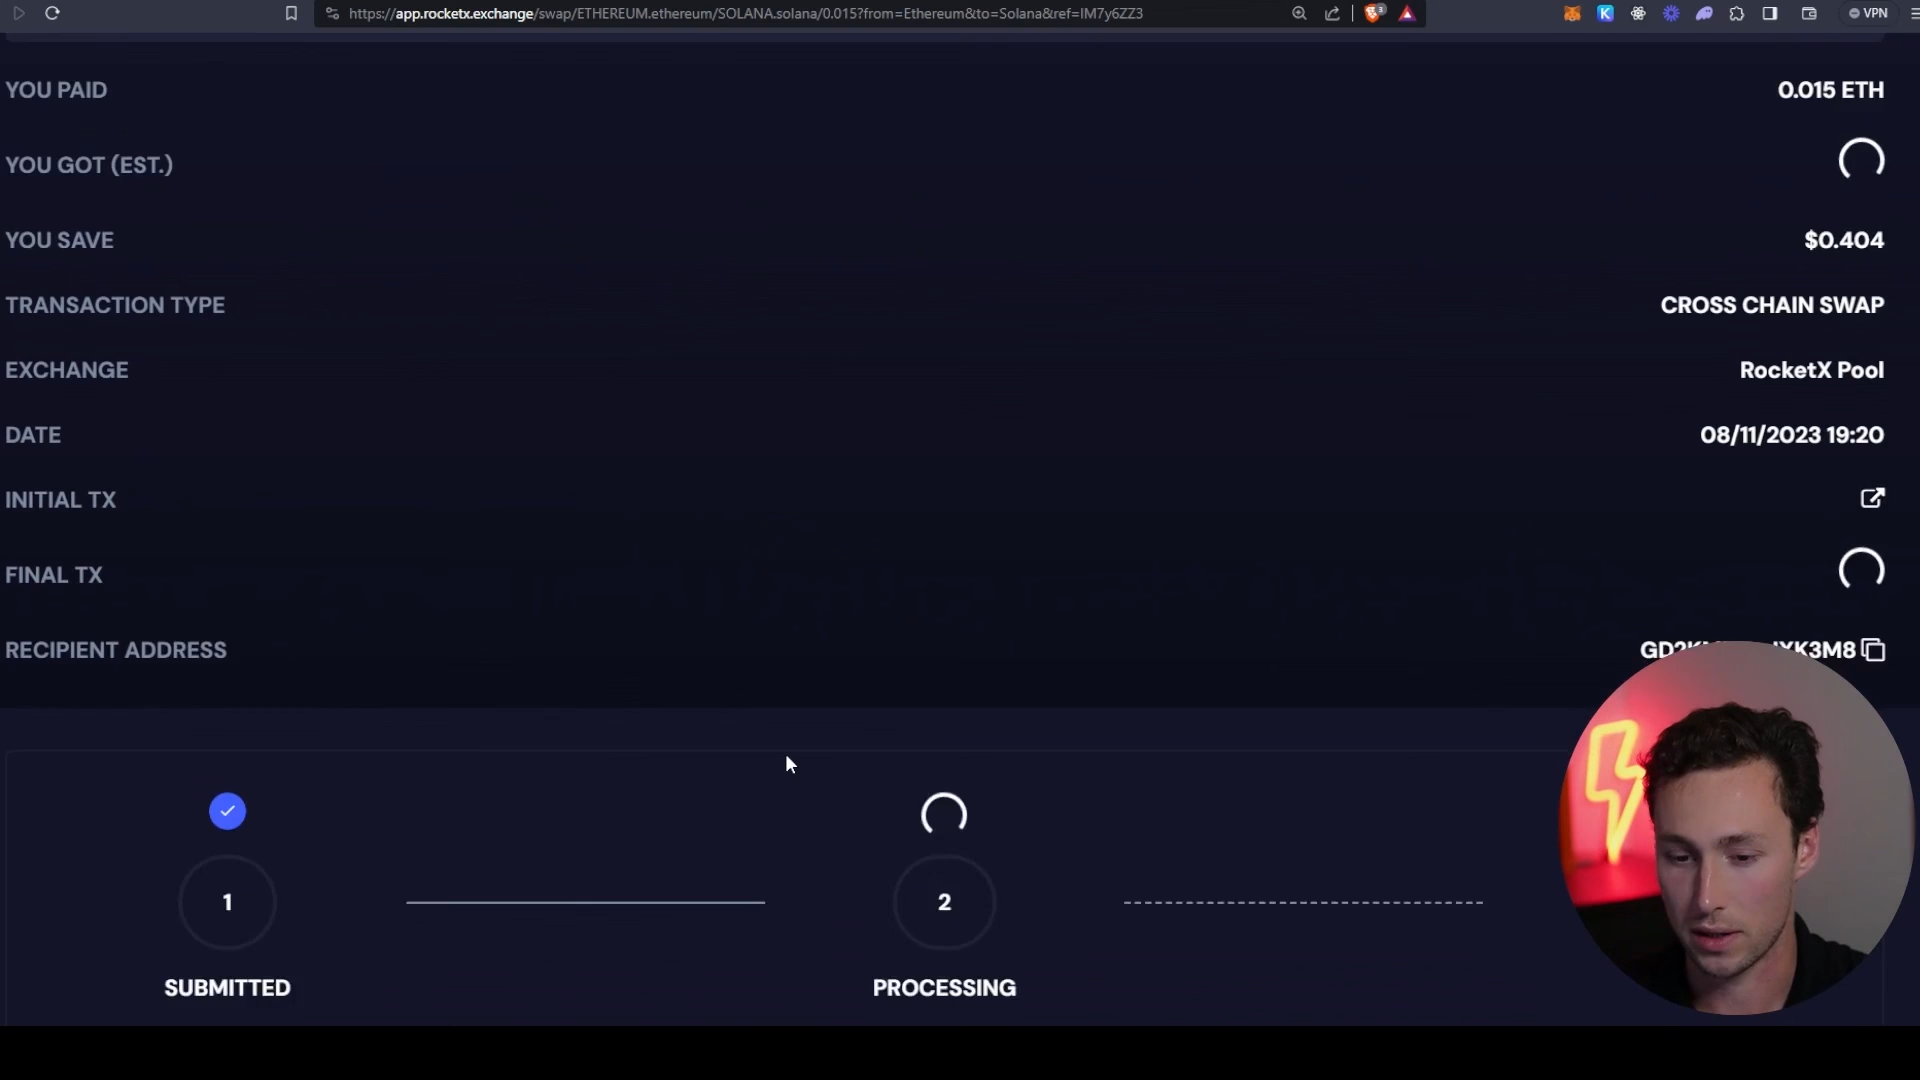 https://app.rocketx.exchange/swap/ETHEREUM.ethereum/SOLANA.solana/0.015?from=Ethereum&to=Solana&ref=IM7y6ZZ3
3
K
VPN
YOU PAID
0.015 ETH
YOU GOT (EST.)
YOU SAVE
$0.404
TRANSACTION TYPE
CROSS CHAIN SWAP
EXCHANGE
RocketX Pool
DATE
08/11/2023 19:20
INITIAL TX
FINAL TX
RECIPIENT ADDRESS
1
2
SUBMITTED
PROCESSING